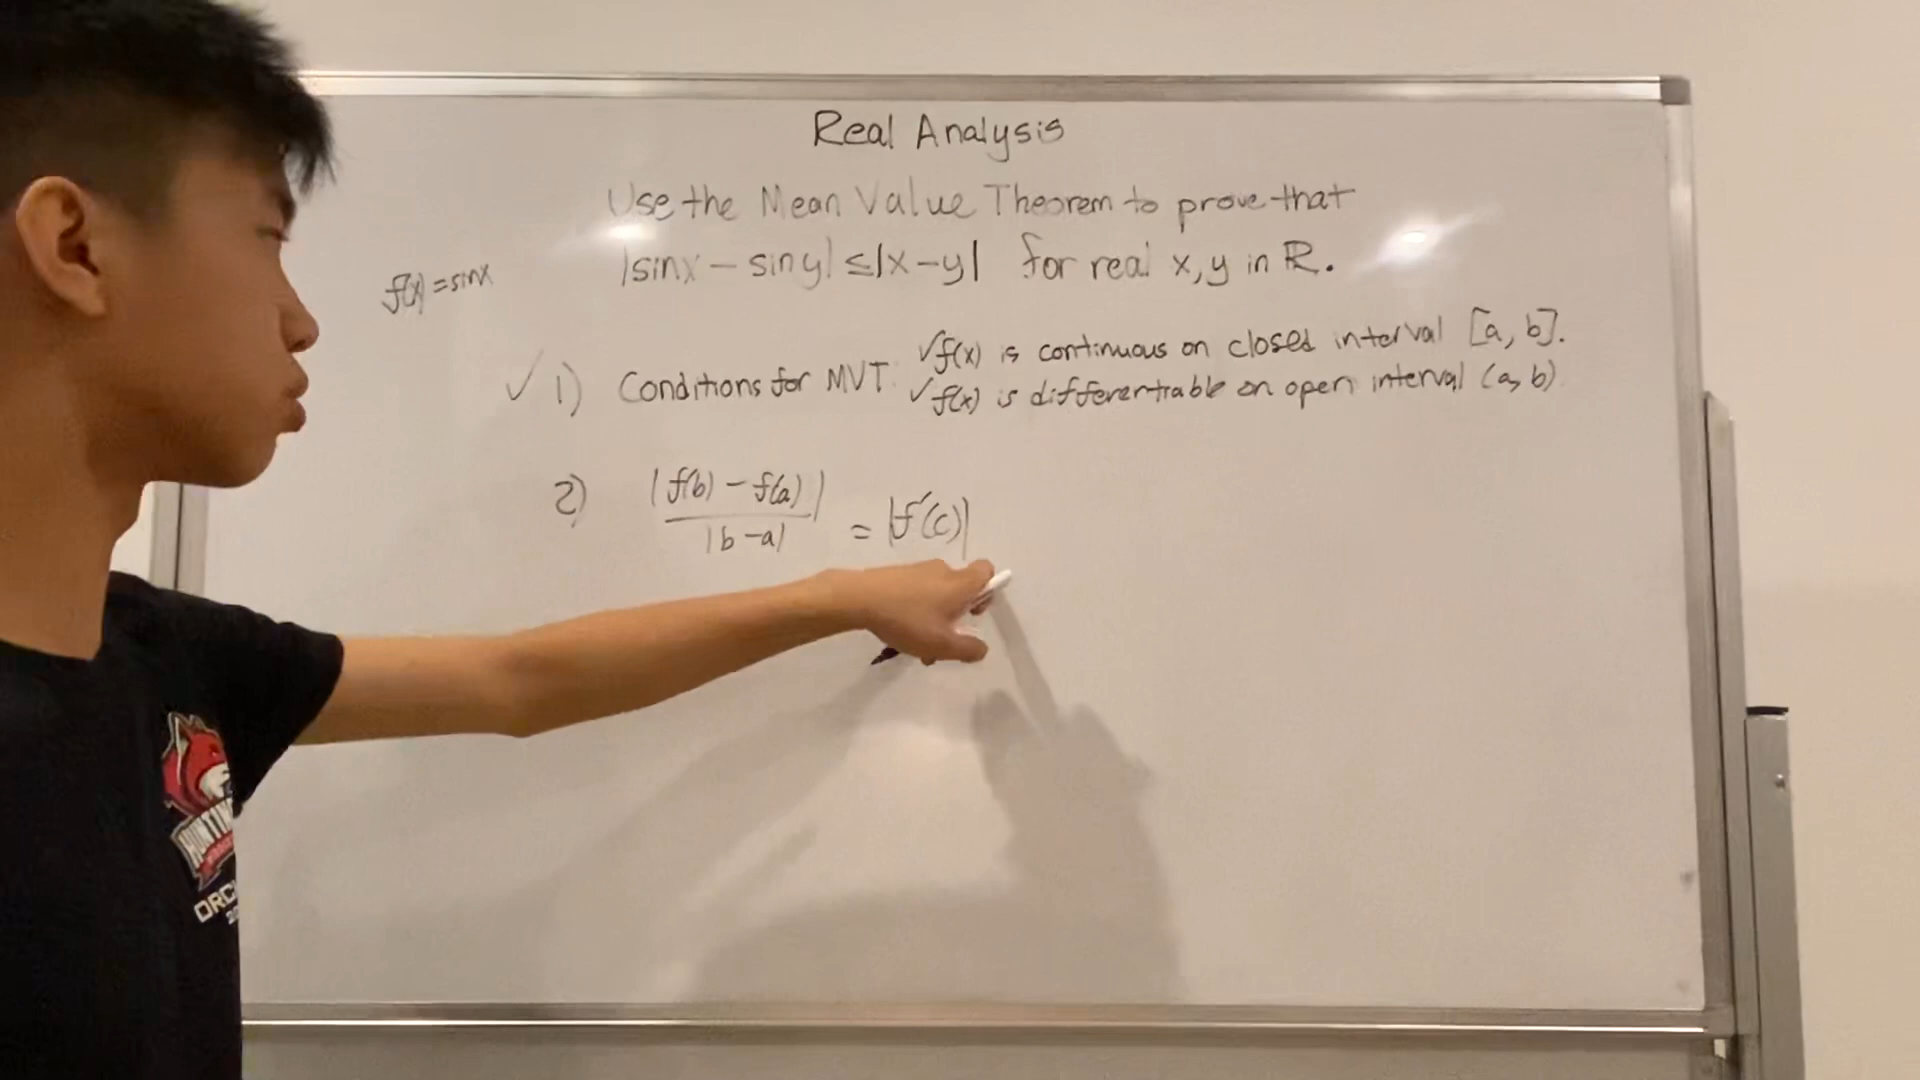 Real Analysis
Use the Mean Value Theorem to prove that
|sinx - siny| ≤ |x-y| for real x, y in ℝ.
f(x) = sinx
✓ 1) Conditions for MVT: ✓ f(x) is continuous on closed interval [a, b].
✓ f(x) is differentiable on open interval (a, b)
2) |f(b) - f(a)| / |b-a| = |f'(c)|